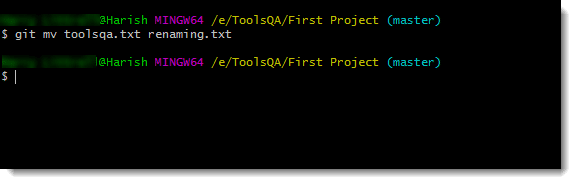 @Harish MINGW64 /e/ToolsQA/First Project (master)
$ git mv toolsqa.txt renaming.txt
@Harish MINGW64 /e/ToolsQA/First Project (master)
$